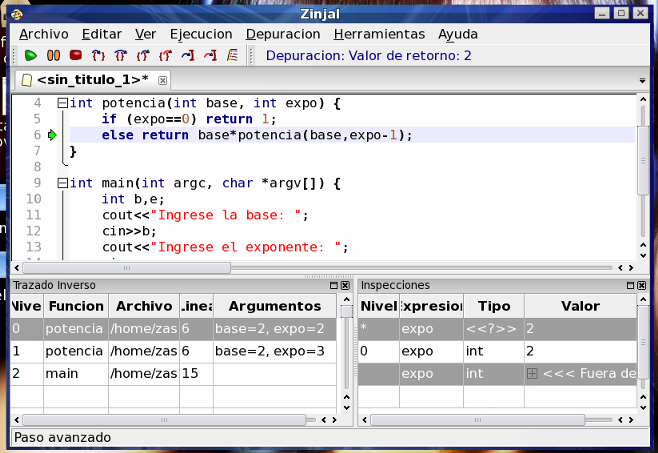 ZinjaI
Archivo Editar Ver Ejecucion Depuracion Herramientas Ayuda
Depuracion: Valor de retorno: 2
<sin_titulo_1>*
4 int potencia(int base, int expo) {
5 if (expo==0) return 1;
6 else return base*potencia(base,expo-1);
7 }
8
9 int main(int argc, char *argv[]) {
10 int b,e;
11 cout<<"Ingrese la base: ";
12 cin>>b;
13 cout<<"Ingrese el exponente: ";
Trazado Inverso
Nive Funcion Archivo Linea Argumentos
0 potencia /home/zas 6 base=2, expo=2
1 potencia /home/zas 6 base=2, expo=3
2 main /home/zas 15
Inspecciones
Nivel Expresion Tipo Valor
* expo <<?>> 2
0 expo int 2
expo int <<< Fuera de
Paso avanzado